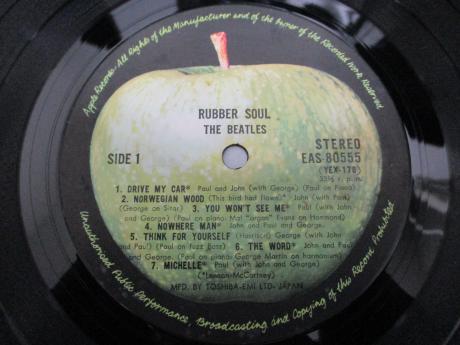 Apple Records · All Rights of the Manufacturer and of the Owner of the Recorded Work Reserved.
RUBBER SOUL
THE BEATLES
SIDE 1
STEREO
EAS-80555
(YEX-178)
33⅓ r. p. m.
1. DRIVE MY CAR* Paul and John (with George) (Paul on Piano)
2. NORWEGIAN WOOD (This bird had flown)* John (with Paul)
(George on Sitar) 3. YOU WON'T SEE ME* Paul (with John
and George) (Paul on piano, Mal "organ" Evans on Hammond)
4. NOWHERE MAN* John and Paul and George.
5. THINK FOR YOURSELF (Harrison) George (with John
and Paul) (Paul on fuzz bass) 6. THE WORD* John and Paul
and George. (Paul on piano George Martin on harmonium)
7. MICHELLE* Paul (with John and George)
(*Lennon-McCartney)
MFD. BY TOSHIBA-EMI LTD. JAPAN
Unauthorised Public Performance, Broadcasting and Copying of this Record Prohibited